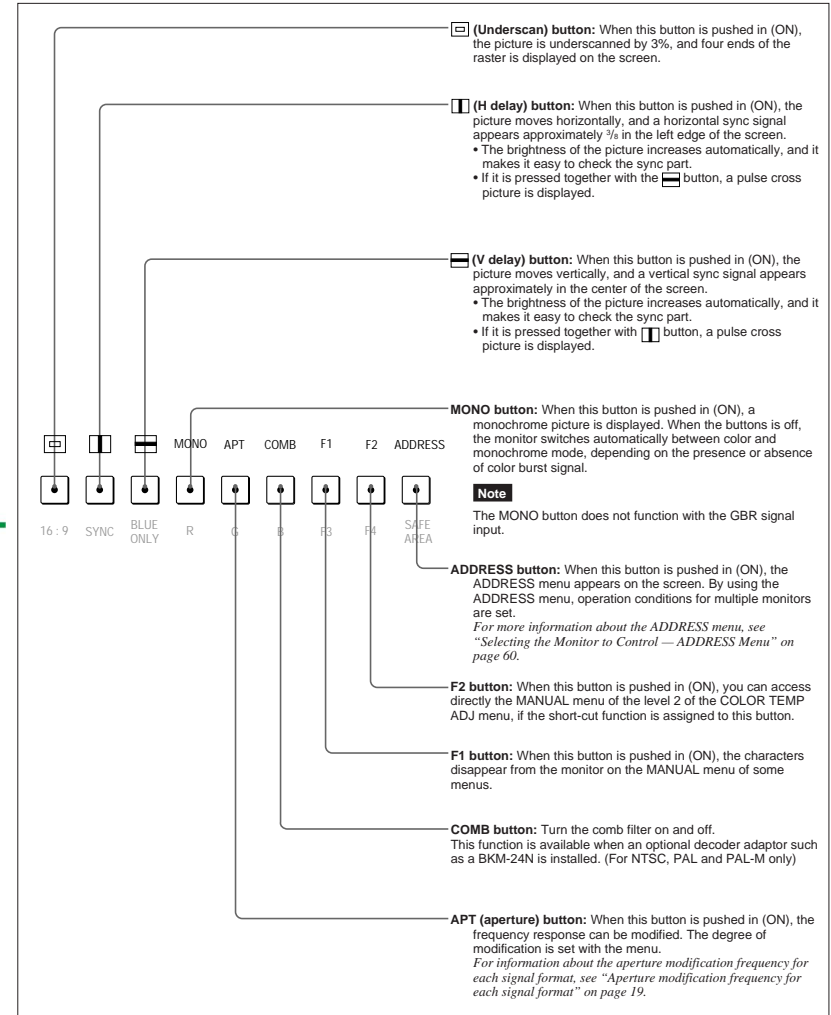 (Underscan) button: When this button is pushed in (ON),
the picture is underscanned by 3%, and four ends of the
raster is displayed on the screen.
(H delay) button: When this button is pushed in (ON), the
picture moves horizontally, and a horizontal sync signal
appears approximately 3/8 in the left edge of the screen.
• The brightness of the picture increases automatically, and it
makes it easy to check the sync part.
• If it is pressed together with the button, a pulse cross
picture is displayed.
(V delay) button: When this button is pushed in (ON), the
picture moves vertically, and a vertical sync signal appears
approximately in the center of the screen.
• The brightness of the picture increases automatically, and it
makes it easy to check the sync part.
• If it is pressed together with button, a pulse cross
picture is displayed.
MONO button: When this button is pushed in (ON), a
monochrome picture is displayed. When the buttons is off,
the monitor switches automatically between color and
monochrome mode, depending on the presence or absence
of color burst signal.
Note
The MONO button does not function with the GBR signal
input.
MONO APT COMB F1 F2 ADDRESS
16 : 9 SYNC BLUE ONLY R G B F3 F4 SAFE AREA
ADDRESS button: When this button is pushed in (ON), the
ADDRESS menu appears on the screen. By using the
ADDRESS menu, operation conditions for multiple monitors
are set.
For more information about the ADDRESS menu, see
“Selecting the Monitor to Control — ADDRESS Menu” on
page 60.
F2 button: When this button is pushed in (ON), you can access
directly the MANUAL menu of the level 2 of the COLOR TEMP
ADJ menu, if the short-cut function is assigned to this button.
F1 button: When this button is pushed in (ON), the characters
disappear from the monitor on the MANUAL menu of some
menus.
COMB button: Turn the comb filter on and off.
This function is available when an optional decoder adaptor such
as a BKM-24N is installed. (For NTSC, PAL and PAL-M only)
APT (aperture) button: When this button is pushed in (ON), the
frequency response can be modified. The degree of
modification is set with the menu.
For information about the aperture modification frequency for
each signal format, see “Aperture modification frequency for
each signal format” on page 19.